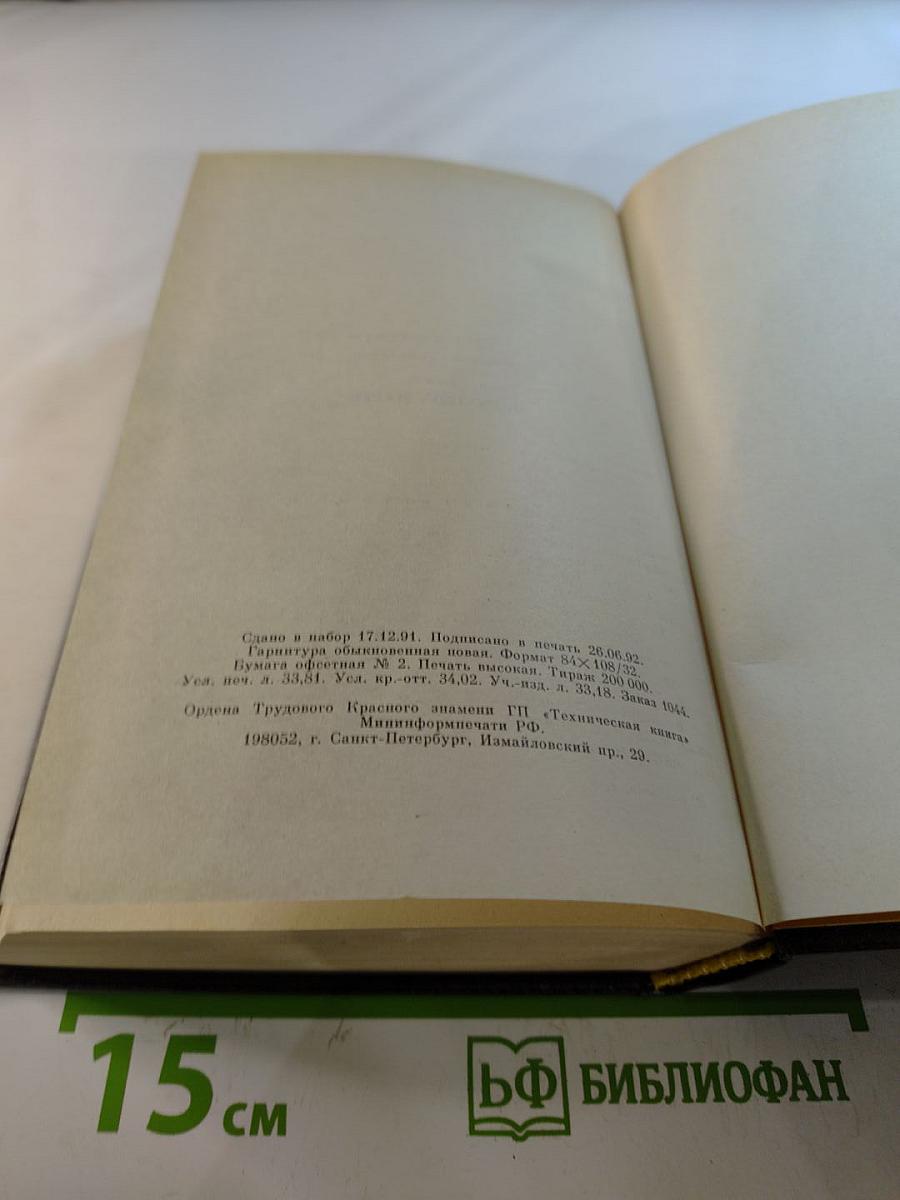 Сдано в набор 17.12.91. Подписано в печать 26.06.92.
Гарнитура обыкновенная новая. Формат 84×108/32.
Бумага офсетная № 2. Печать высокая. Тираж 200 000.
Усл. печ. л. 33,81. Усл. кр.-отт. 34,02. Уч.-изд. л. 33,18. Заказ 1044.
Ордена Трудового Красного знамени ГП «Техническая книга»
Мининформпечати РФ.
198052, г. Санкт-Петербург, Измайловский пр., 29.
15 см
БФ БИБЛИОФАН